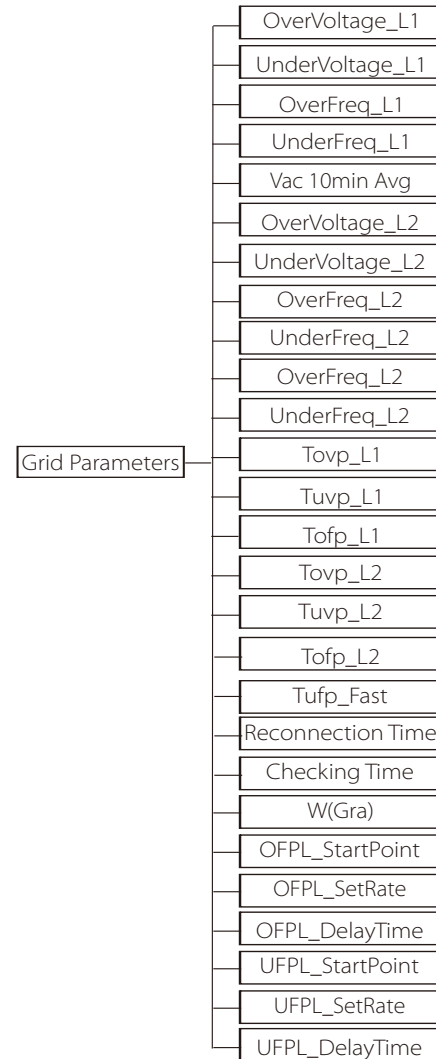 OverVoltage_L1
UnderVoltage_L1
OverFreq_L1
UnderFreq_L1
Vac 10min Avg
OverVoltage_L2
UnderVoltage_L2
OverFreq_L2
UnderFreq_L2
OverFreq_L2
UnderFreq_L2
Grid Parameters
Tovp_L1
Tuvp_L1
Tofp_L1
Tovp_L2
Tuvp_L2
Tofp_L2
Tufp_Fast
Reconnection Time
Checking Time
W(Gra)
OFPL_StartPoint
OFPL_SetRate
OFPL_DelayTime
UFPL_StartPoint
UFPL_SetRate
UFPL_DelayTime